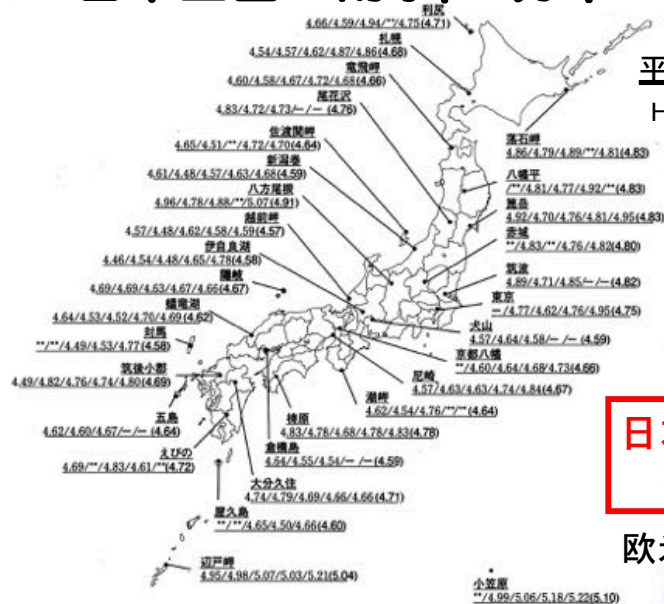 利尻
4.66/4.59/4.94/**/4.75(4.71)
札幌
4.54/4.57/4.62/4.87/4.86(4.68)
竜飛岬
4.60/4.58/4.67/4.72/4.68(4.66)
尾花沢
4.83/4.72/4.73/—/—(4.76)
佐渡関岬
4.65/4.51/**/4.72/4.70(4.64)
新潟巻
4.61/4.48/4.57/4.63/4.68(4.59)
八方尾根
4.96/4.78/4.88/**/5.07(4.91)
越前岬
4.57/4.48/4.62/4.58/4.59(4.57)
伊自良湖
4.46/4.54/4.48/4.65/4.78(4.58)
隠岐
4.69/4.69/4.63/4.67/4.66(4.67)
蟠竜湖
4.64/4.53/4.52/4.70/4.69(4.62)
対馬
**/**/4.49/4.53/4.77(4.58)
筑後小郡
4.49/4.82/4.76/4.74/4.80(4.69)
五島
4.62/4.60/4.67/—/—(4.64)
えびの
4.69/**/4.83/4.61/**(4.72)
屋久島
**/**/4.65/4.50/4.66(4.60)
辺戸岬
4.95/4.98/5.07/5.03/5.21(5.04)
平
H
落石岬
4.86/4.79/4.89/**/4.81(4.83)
八幡平
/**/4.81/4.77/4.92/**(4.83)
箟岳
4.92/4.70/4.76/4.81/4.95(4.83)
赤城
**/4.83/**/4.76/4.82(4.80)
筑波
4.89/4.71/4.85/—/—(4.82)
東京
—/4.77/4.62/4.76/4.95(4.75)
犬山
4.57/4.64/4.58/—/—(4.59)
京都八幡
**/4.60/4.64/4.68/4.73(4.66)
尼崎
4.57/4.63/4.63/4.74/4.84(4.67)
潮岬
4.62/4.54/4.76/**/**(4.64)
梼原
4.83/4.78/4.68/4.78/4.83(4.78)
倉橋島
4.64/4.55/4.54/—/—(4.59)
大分久住
4.74/4.79/4.69/4.66/4.66(4.71)
小笠原
**/4.99/5.06/5.18/5.22(5.10)
日
欧